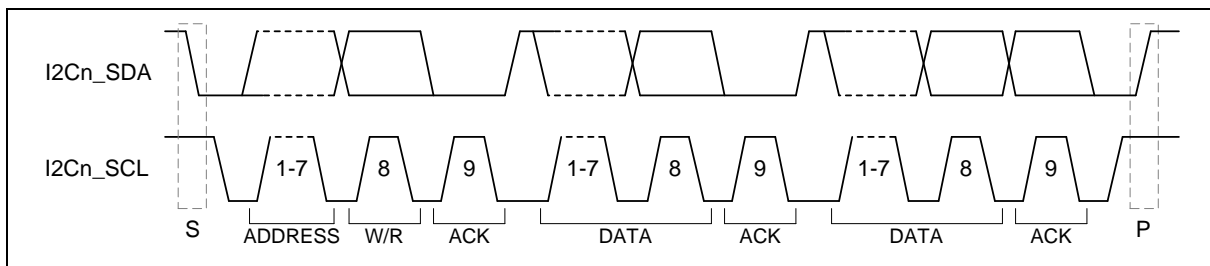 I2Cn_SDA
I2Cn_SCL
1-7 8 9 1-7 8 9 1-7 8 9
S ADDRESS W/R ACK DATA ACK DATA ACK P